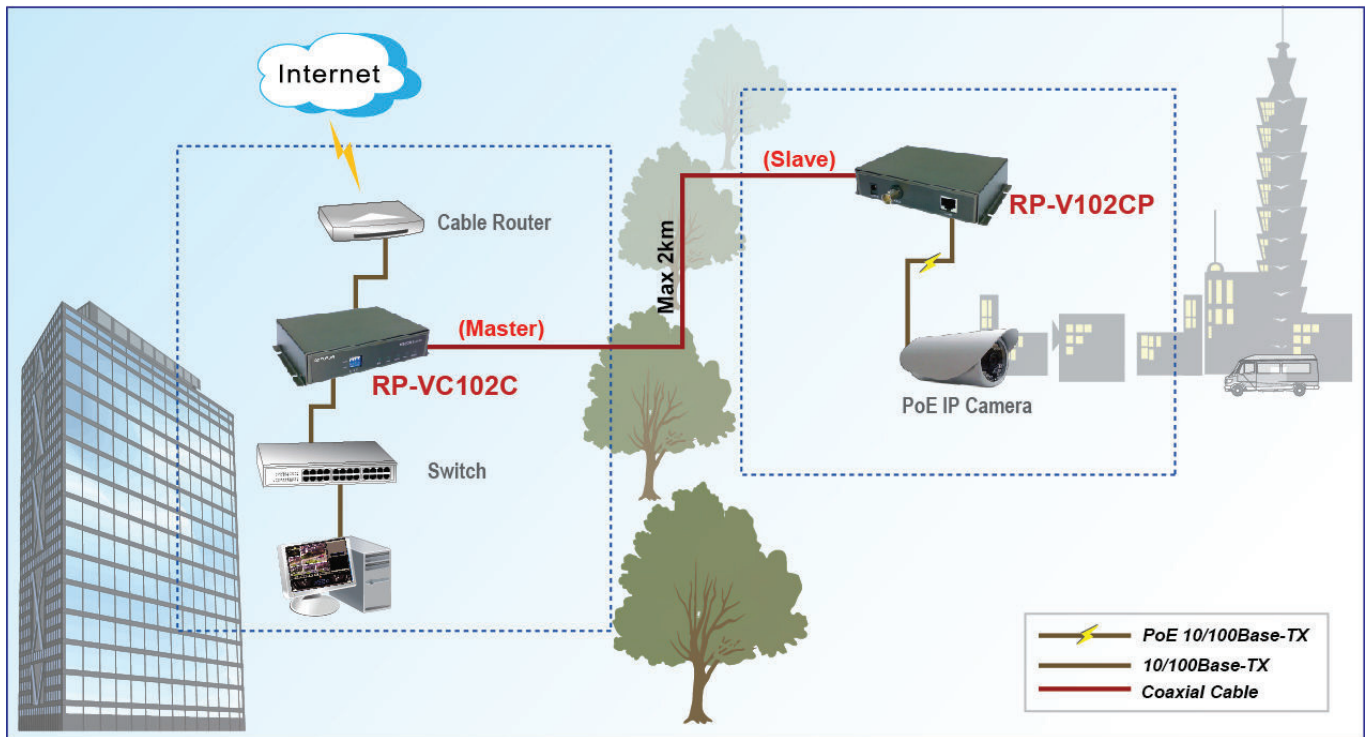 Internet
Cable Router
(Master)
RP-VC102C
Switch
Max 2km
(Slave)
RP-V102CP
PoE IP Camera
PoE 10/100Base-TX
10/100Base-TX
Coaxial Cable